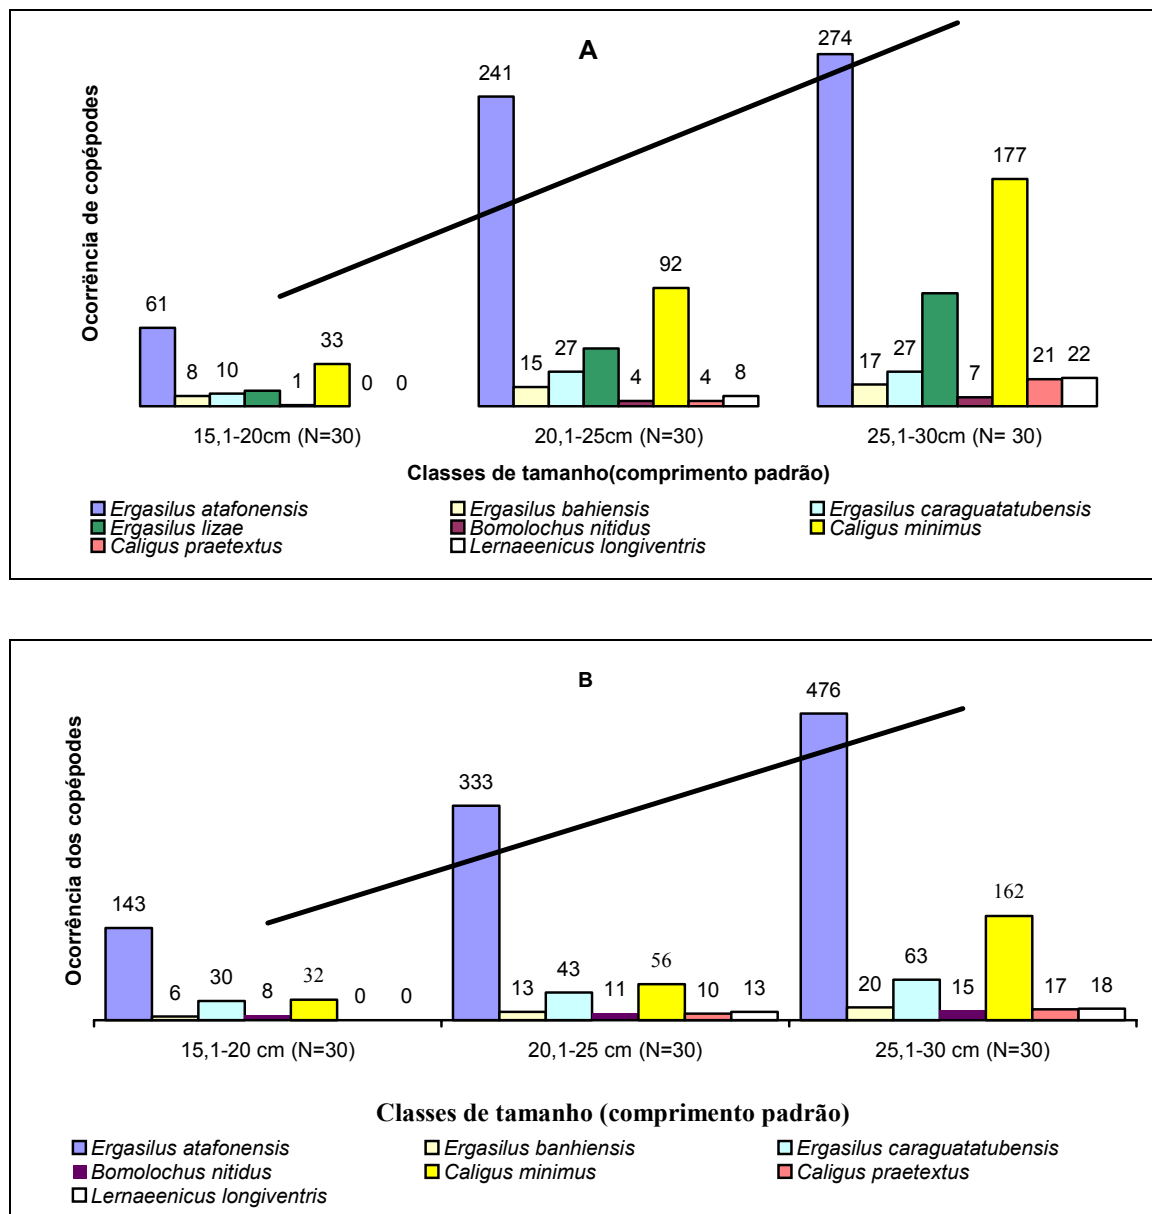 A
Ocorrência de copépodes
61
8
10
1
33
0
0
241
15
27
4
92
4
8
274
17
27
7
177
21
22
15,1-20cm (N=30)
20,1-25cm (N=30)
25,1-30cm (N= 30)
Classes de tamanho(comprimento padrão)
Ergasilus atafonensis
Ergasilus bahiensis
Ergasilus caraguatatubensis
Ergasilus lizae
Bomolochus nitidus
Caligus minimus
Caligus praetextus
Lernaeenicus longiventris
B
Ocorrência dos copépodes
143
6
30
8
32
0
0
333
13
43
11
56
10
13
476
20
63
15
162
17
18
15,1-20 cm (N=30)
20,1-25 cm (N=30)
25,1-30 cm (N=30)
Classes de tamanho (comprimento padrão)
Ergasilus atafonensis
Ergasilus banhiensis
Ergasilus caraguatatubensis
Bomolochus nitidus
Caligus minimus
Caligus praetextus
Lernaeenicus longiventris